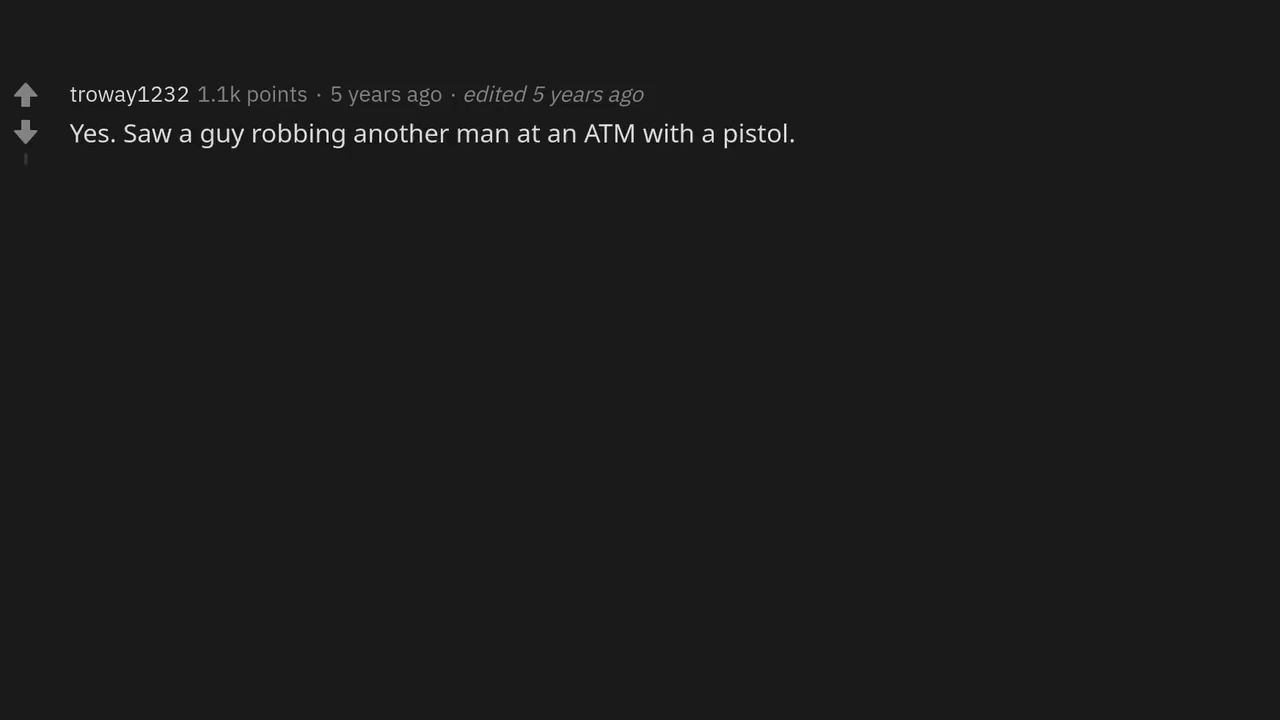 troway1232 1.1k points · 5 years ago · edited 5 years ago
Yes. Saw a guy robbing another man at an ATM with a pistol.